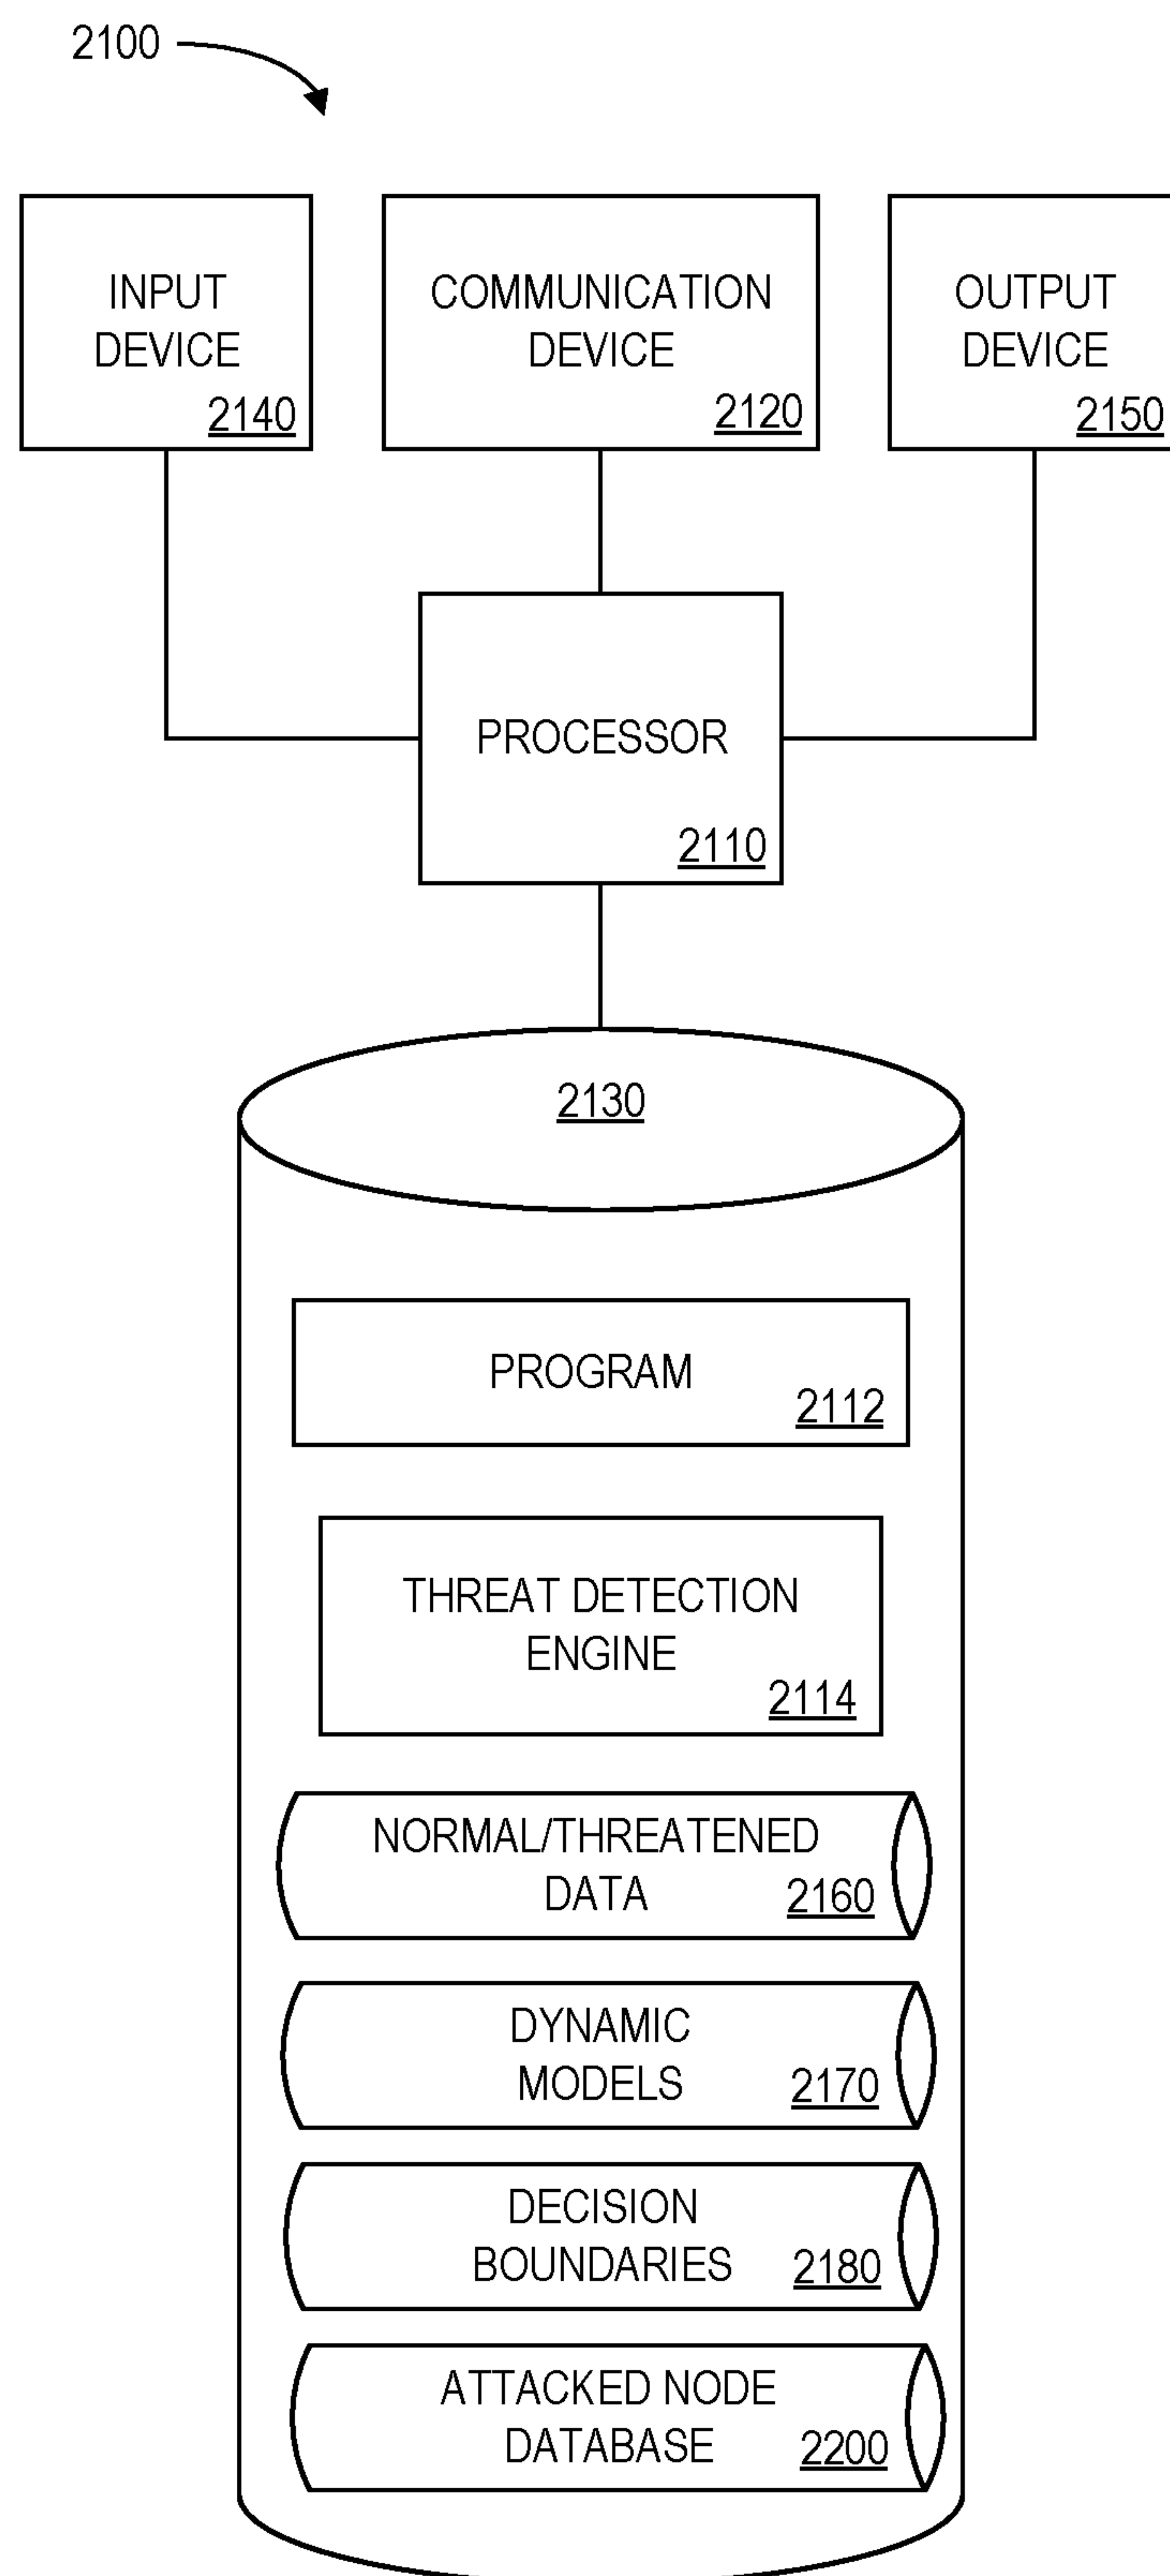 2100
INPUT
DEVICE
2140
COMMUNICATION
DEVICE
2120
OUTPUT
DEVICE
2150
PROCESSOR
2110
2130
PROGRAM
2112
THREAT DETECTION
ENGINE
2114
NORMAL/THREATENED
DATA
2160
DYNAMIC
MODELS
2170
DECISION
BOUNDARIES
2180
ATTACKED NODE
DATABASE
2200